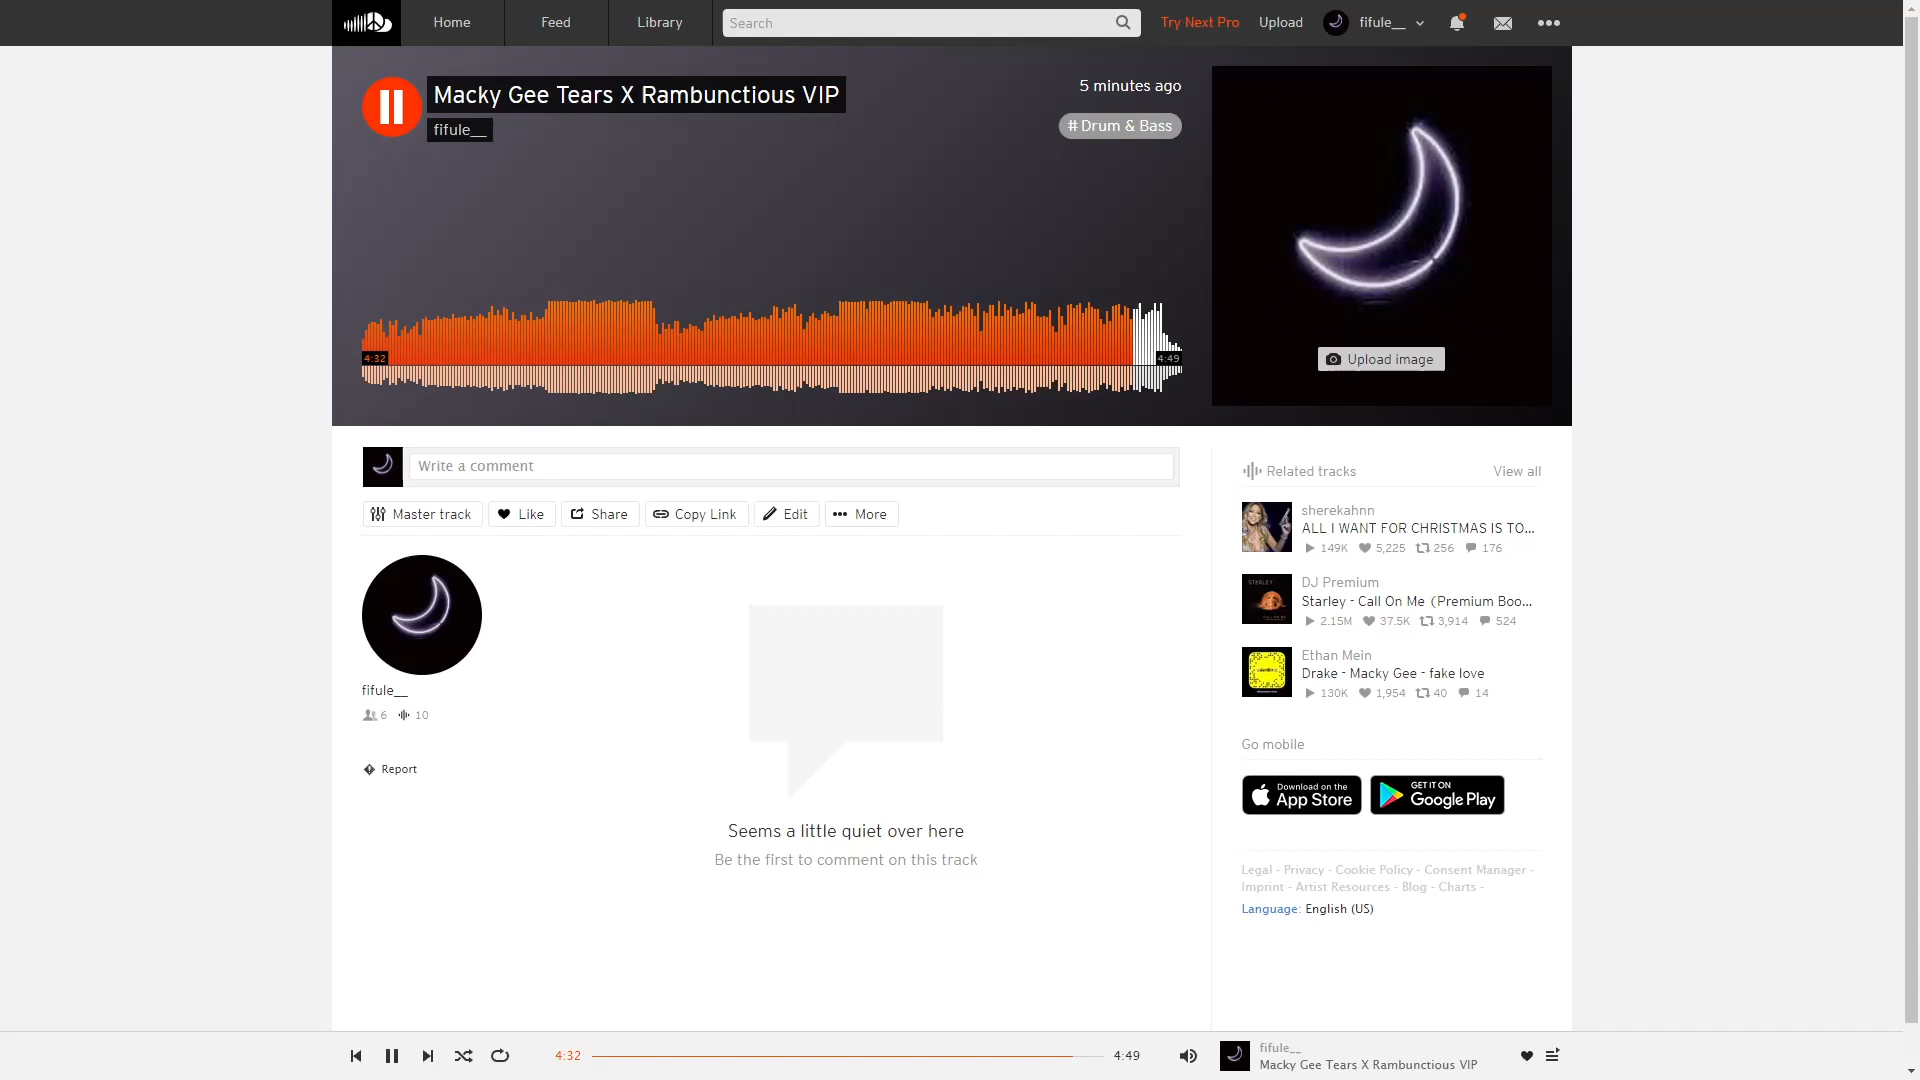 Home
Feed
Library
Search
Try Next Pro
Upload
fifule__
Macky Gee Tears X Rambunctious VIP
fifule__
5 minutes ago
# Drum & Bass
4:32
4:49
Upload image
Write a comment
Master track
Like
Share
Copy Link
Edit
More
fifule__
6
10
Report
Seems a little quiet over here
Be the first to comment on this track
Related tracks
View all
sherekahnn
ALL I WANT FOR CHRISTMAS IS TO...
149K 5,225 256 176
STARLEY
DJ Premium
Starley - Call On Me (Premium Boo...
2.15M 37.5K 3,914 524
Ethan Mein
Drake - Macky Gee - fake love
130K 1,954 40 14
Go mobile
Download on the
App Store
GET IT ON
Google Play
Legal - Privacy - Cookie Policy - Consent Manager -
Imprint - Artist Resources - Blog - Charts -
Language: English (US)
4:32
4:49
fifule__
Macky Gee Tears X Rambunctious VIP